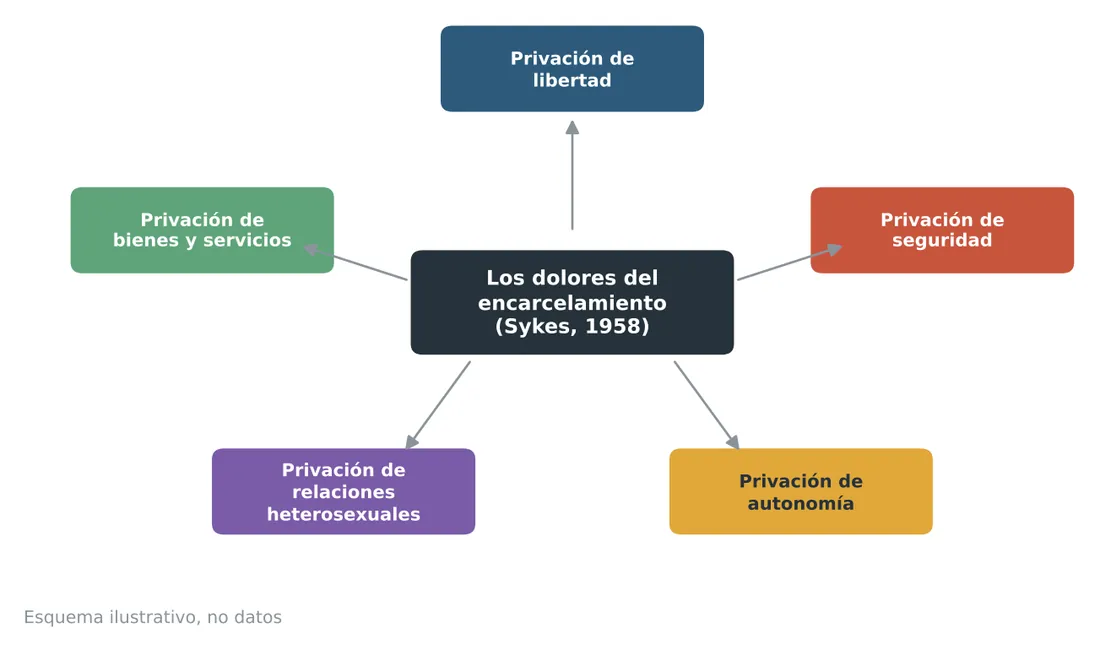 Privación de
libertad
Privación de
bienes y servicios
Privación de
seguridad
Los dolores del
encarcelamiento
(Sykes, 1958)
Privación de
relaciones
heterosexuales
Privación de
autonomía
Esquema ilustrativo, no datos